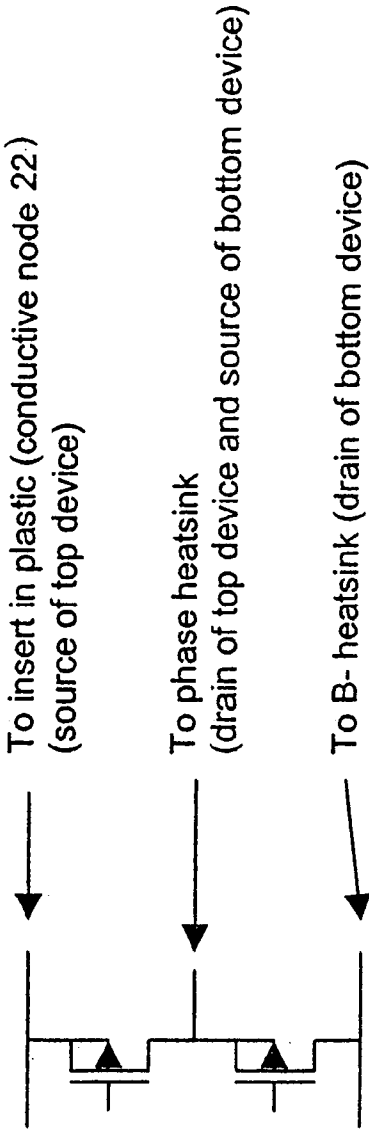 To insert in plastic (conductive node 22)
(source of top device)
To phase heatsink
(drain of top device and source of bottom device)
To B- heatsink (drain of bottom device)